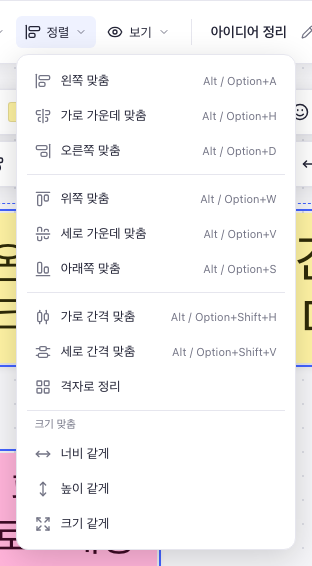 정렬 보기 아이디어 정리
왼쪽 맞춤 Alt / Option+A
가로 가운데 맞춤 Alt / Option+H
오른쪽 맞춤 Alt / Option+D
위쪽 맞춤 Alt / Option+W
세로 가운데 맞춤 Alt / Option+V
아래쪽 맞춤 Alt / Option+S
가로 간격 맞춤 Alt / Option+Shift+H
세로 간격 맞춤 Alt / Option+Shift+V
격자로 정리
크기 맞춤
너비 같게
높이 같게
크기 같게